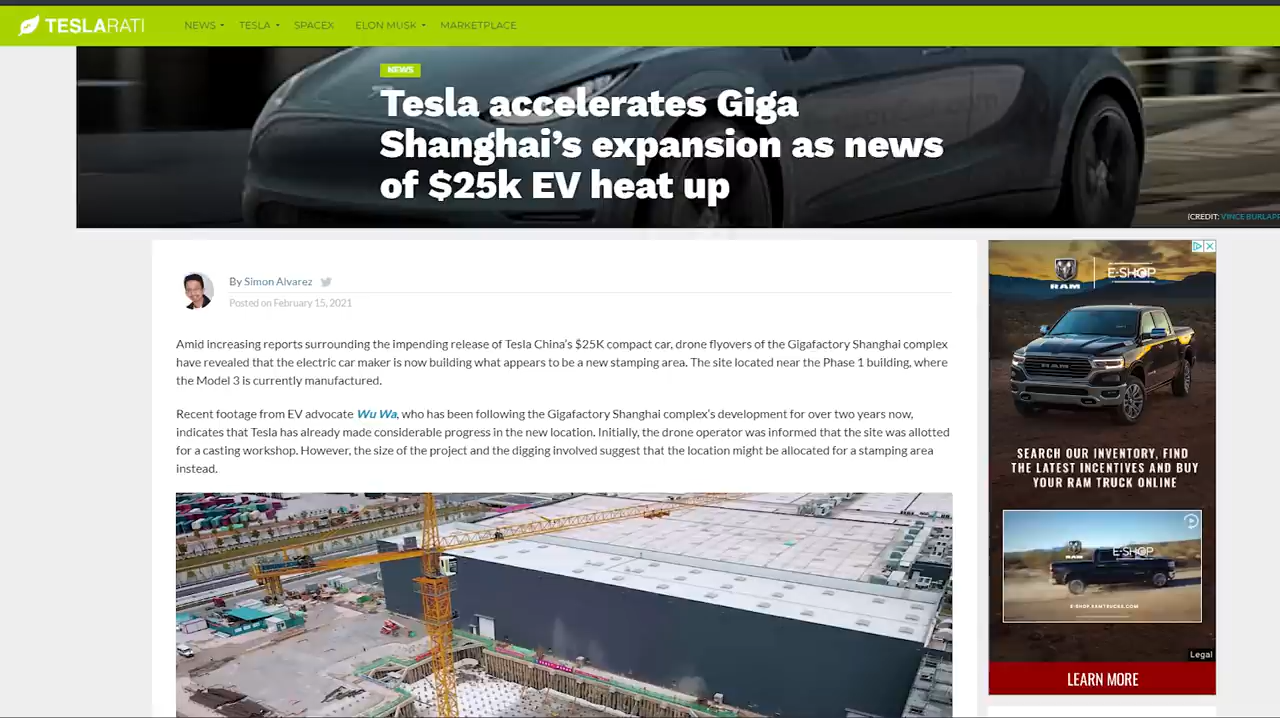 TESLARATI
NEWS
TESLA
SPACEX
ELON MUSK
MARKETPLACE
NEWS
Tesla accelerates Giga
Shanghai's expansion as news
of $25k EV heat up
(CREDIT: VINCE BURLAPP
By Simon Alvarez
Posted on February 15, 2021
Amid increasing reports surrounding the impending release of Tesla China's $25K compact car, drone flyovers of the Gigafactory Shanghai complex
have revealed that the electric car maker is now building what appears to be a new stamping area. The site located near the Phase 1 building, where
the Model 3 is currently manufactured.
Recent footage from EV advocate Wu Wa, who has been following the Gigafactory Shanghai complex's development for over two years now,
indicates that Tesla has already made considerable progress in the new location. Initially, the drone operator was informed that the site was allotted
for a casting workshop. However, the size of the project and the digging involved suggest that the location might be allocated for a stamping area
instead.
RAM
E-SHOP
SEARCH OUR INVENTORY, FIND
THE LATEST INCENTIVES AND BUY
YOUR RAM TRUCK ONLINE
E-SHOP
E-SHOP.RAMTRUCKS.COM
Legal
LEARN MORE